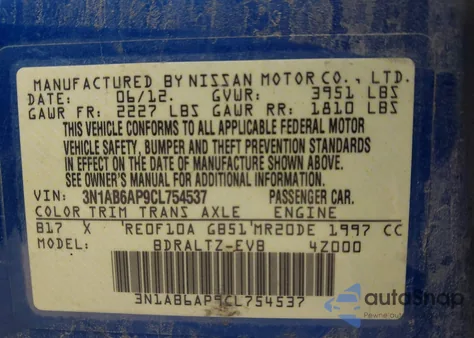 MANUFACTURED BY NISSAN MOTOR CO., LTD.
DATE: 06/12. GVWR: 3951 LBS
GAWR FR: 2227 LBS GAWR RR: 1810 LBS
THIS VEHICLE CONFORMS TO ALL APPLICABLE FEDERAL MOTOR
VEHICLE SAFETY, BUMPER AND THEFT PREVENTION STANDARDS
IN EFFECT ON THE DATE OF MANUFACTURE SHOWN ABOVE.
SEE OWNER'S MANUAL FOR ADDITIONAL INFORMATION.
VIN: 3N1AB6AP9CL754537 PASSENGER CAR.
COLOR TRIM TRANS AXLE ENGINE
B17 X 'RE0F10A GB51'MR20DE 1997 CC
MODEL: BDRALTZ-EVB 4Z000
3N1AB6AP9CL754537
autoSnap